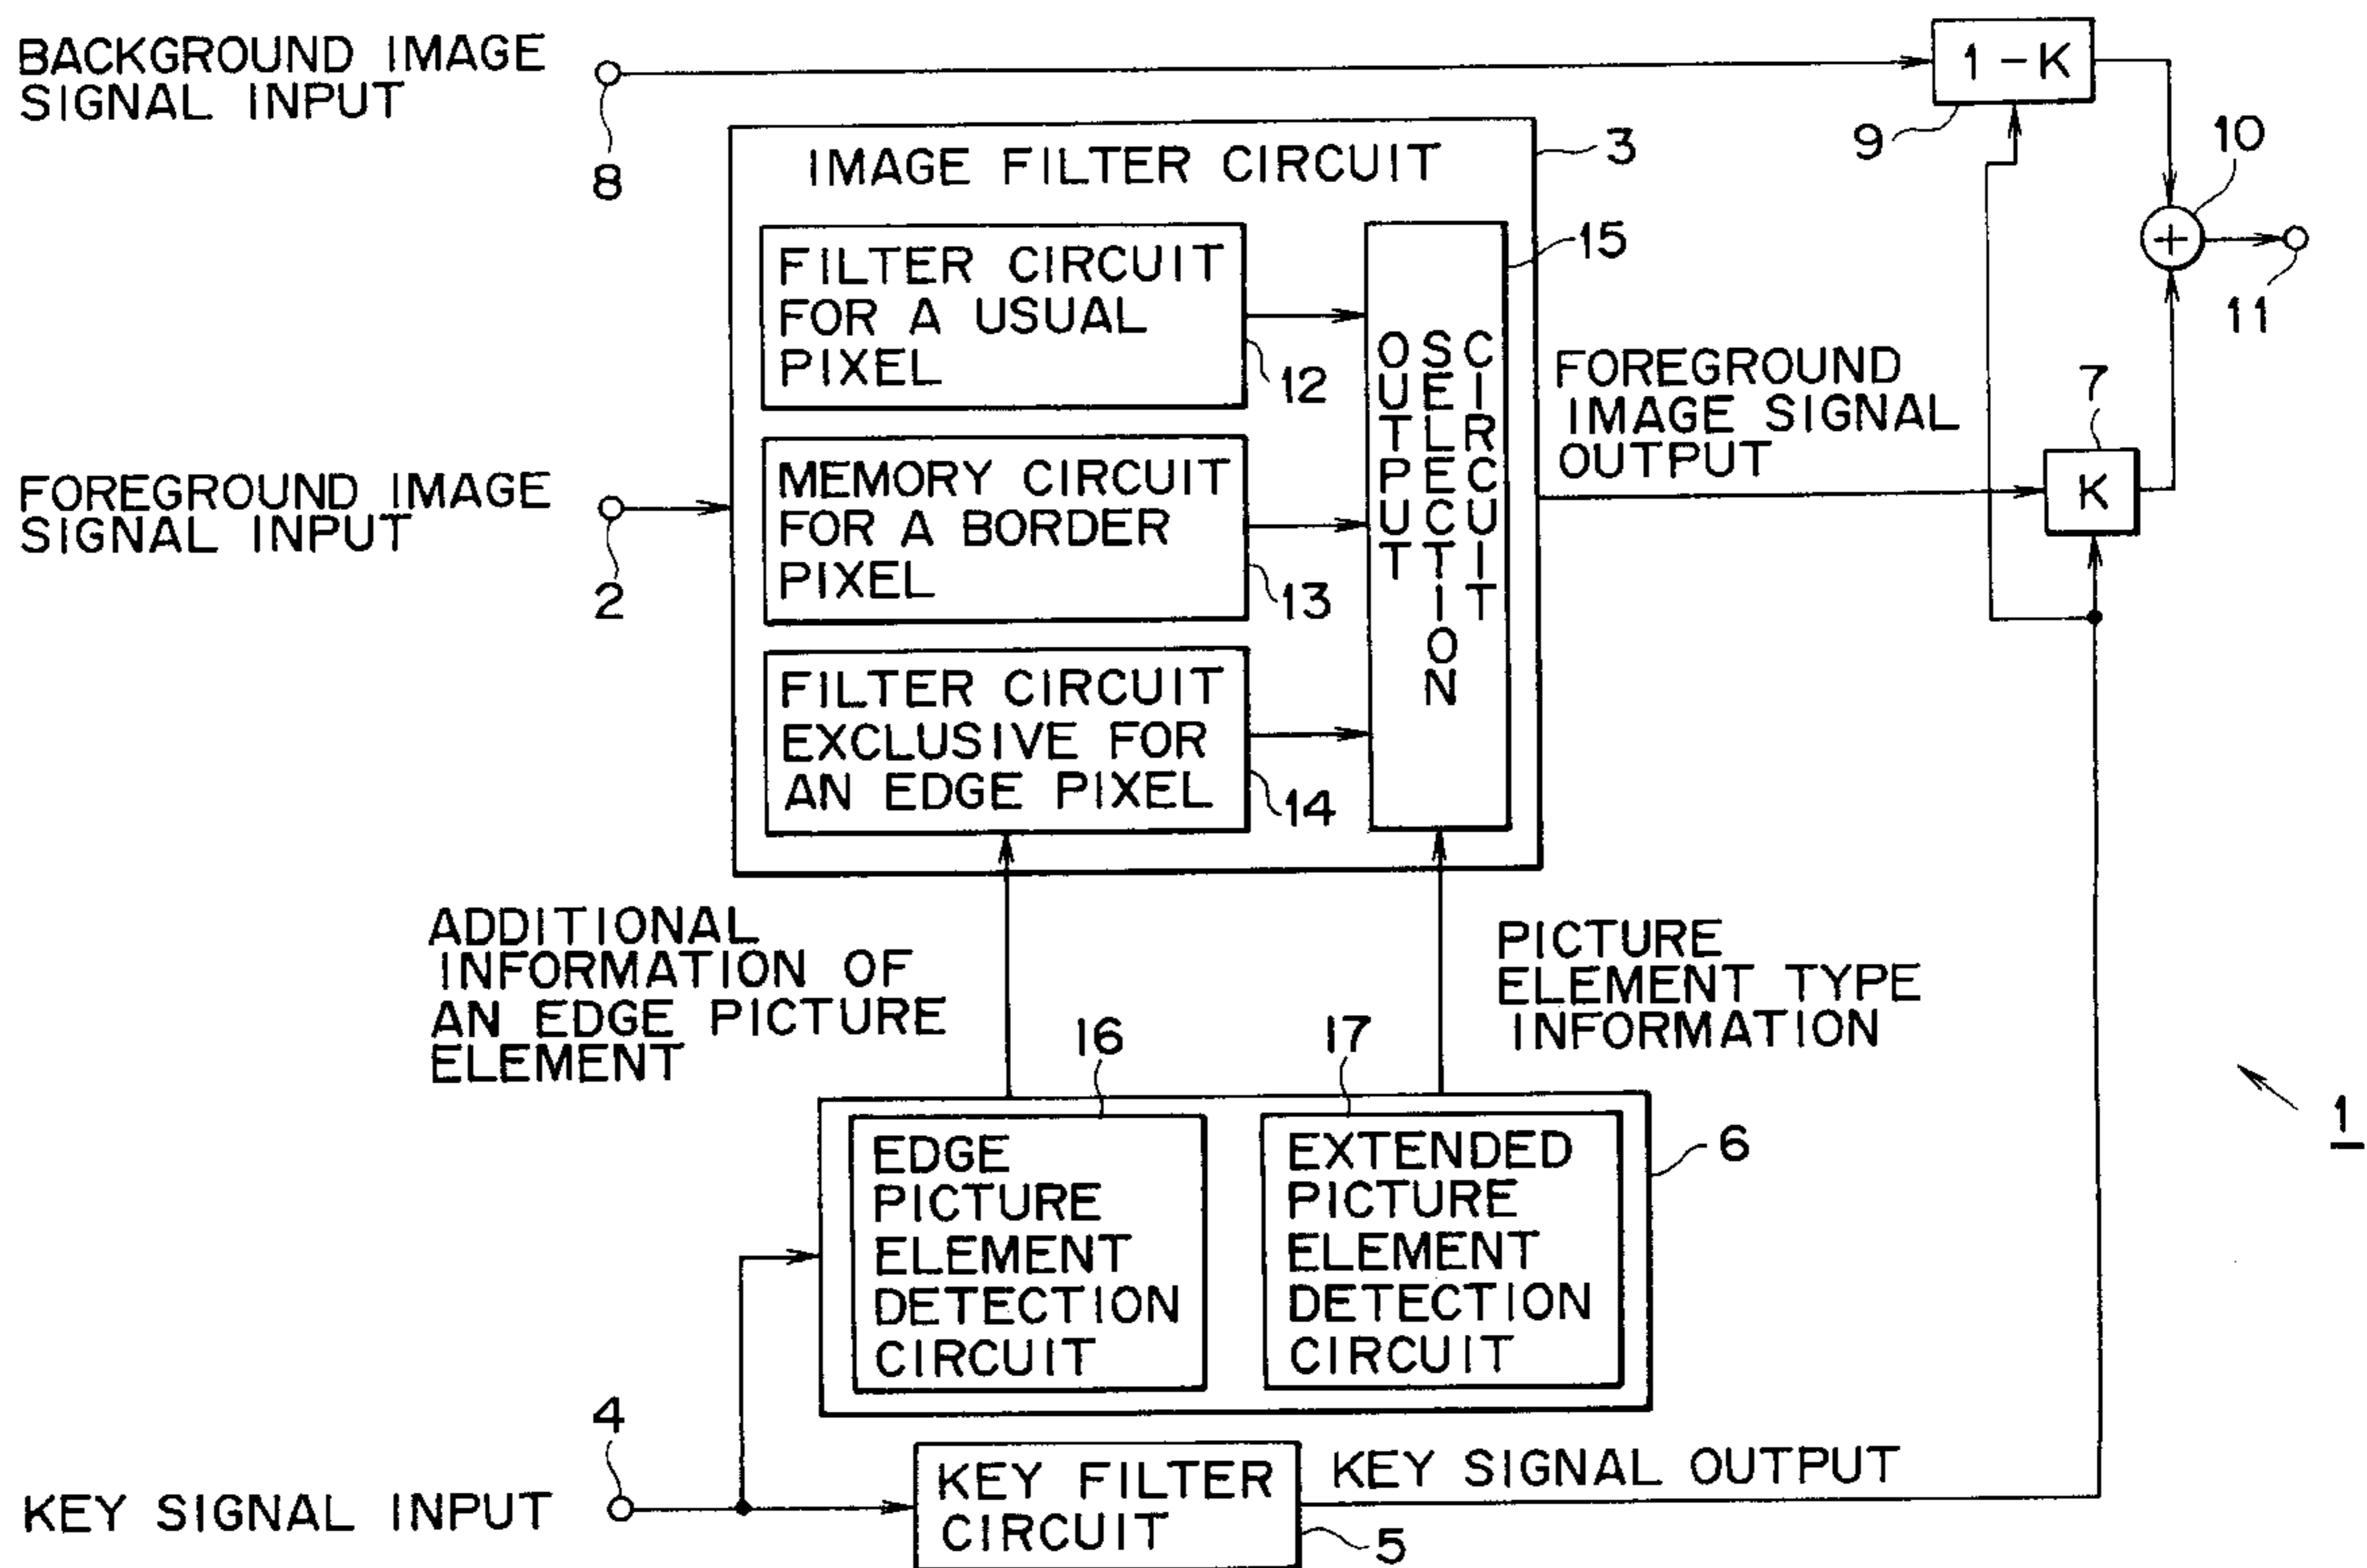 BACKGROUND IMAGE
SIGNAL INPUT
8
1-K
9
10
11
IMAGE FILTER CIRCUIT
3
FILTER CIRCUIT
FOR A USUAL
PIXEL
12
MEMORY CIRCUIT
FOR A BORDER
PIXEL
13
FILTER CIRCUIT
EXCLUSIVE FOR
AN EDGE PIXEL
14
OUTPUT
SELECTION
CIRCUIT
15
FOREGROUND IMAGE
SIGNAL INPUT
2
FOREGROUND
IMAGE SIGNAL
OUTPUT
7
K
+
ADDITIONAL
INFORMATION OF
AN EDGE PICTURE
ELEMENT
PICTURE
ELEMENT TYPE
INFORMATION
16
17
EDGE
PICTURE
ELEMENT
DETECTION
CIRCUIT
EXTENDED
PICTURE
ELEMENT
DETECTION
CIRCUIT
6
1
4
KEY SIGNAL INPUT
KEY FILTER
CIRCUIT
5
KEY SIGNAL OUTPUT